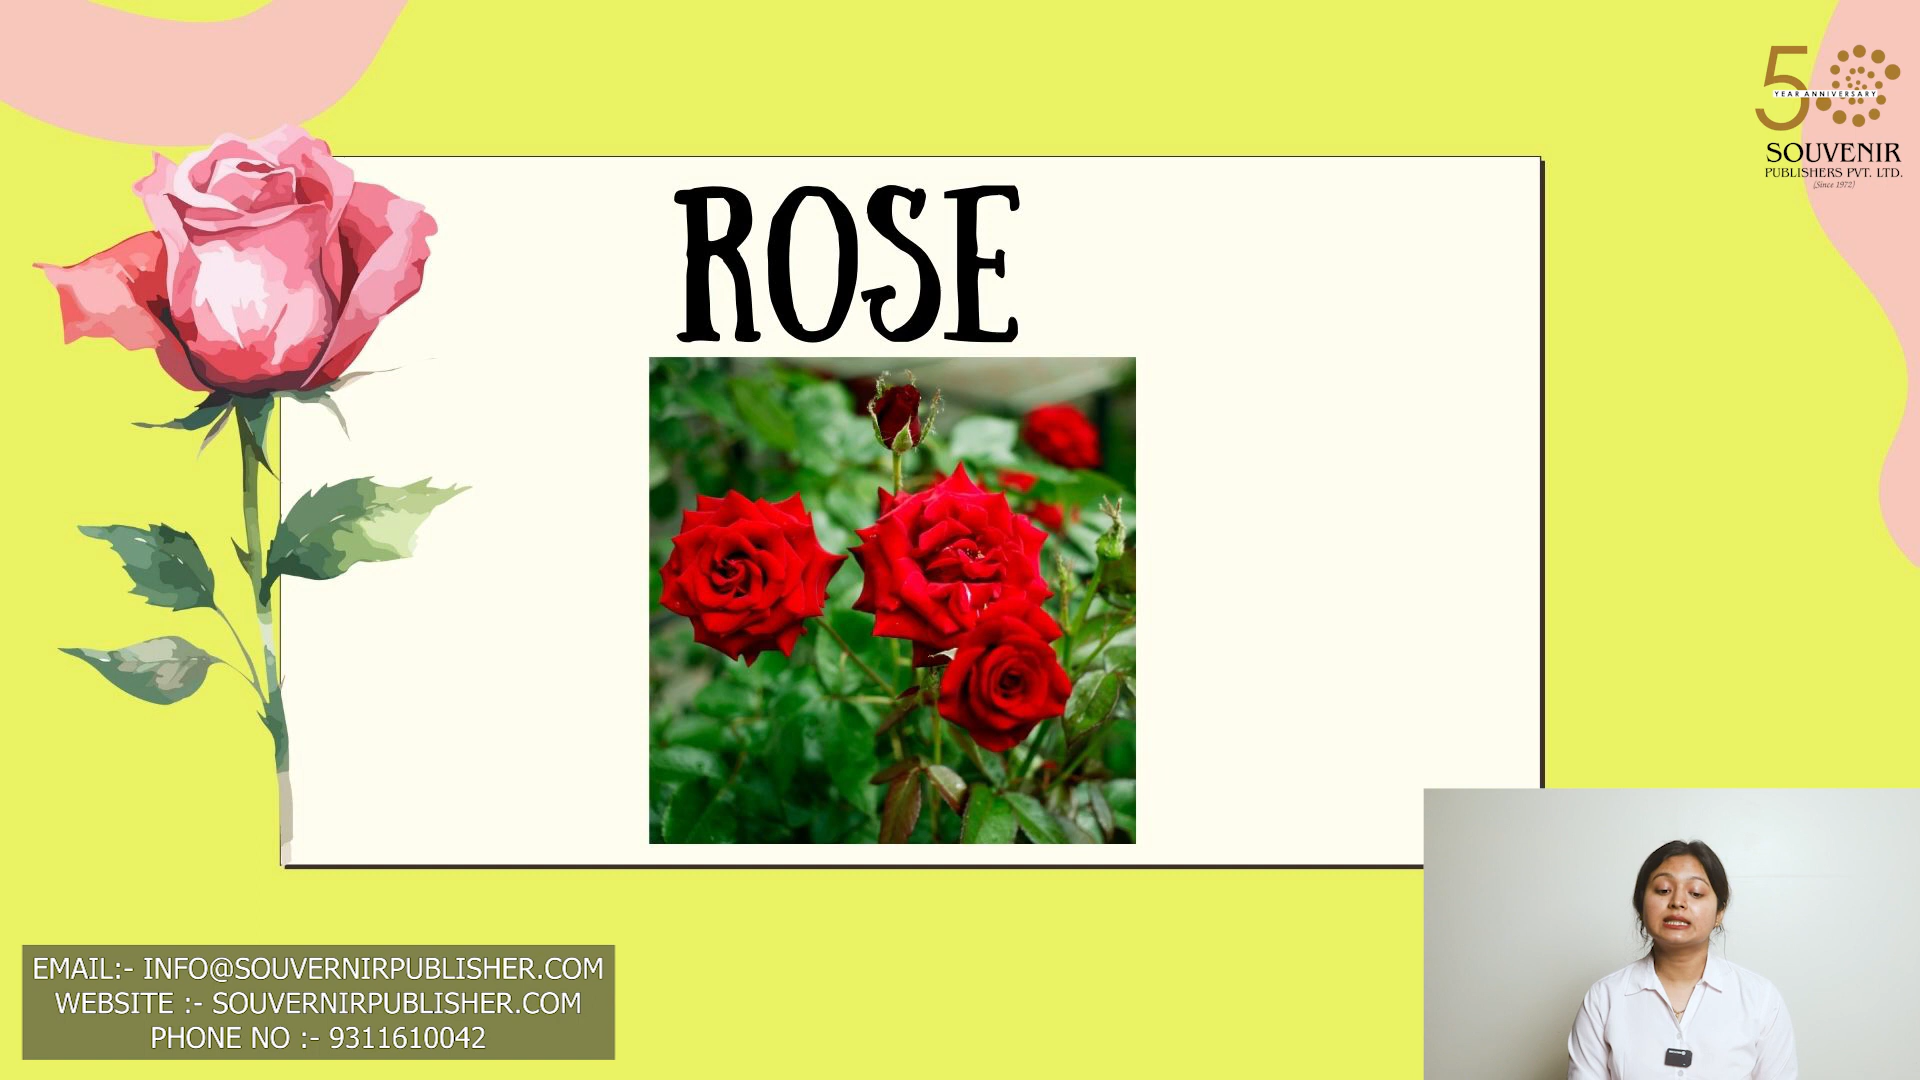 50
YEAR ANNIVERSARY
SOUVENIR
PUBLISHERS PVT. LTD.
(Since 1972)
ROSE
EMAIL:- INFO@SOUVERNIRPUBLISHER.COM
WEBSITE :- SOUVERNIRPUBLISHER.COM
PHONE NO :- 9311610042